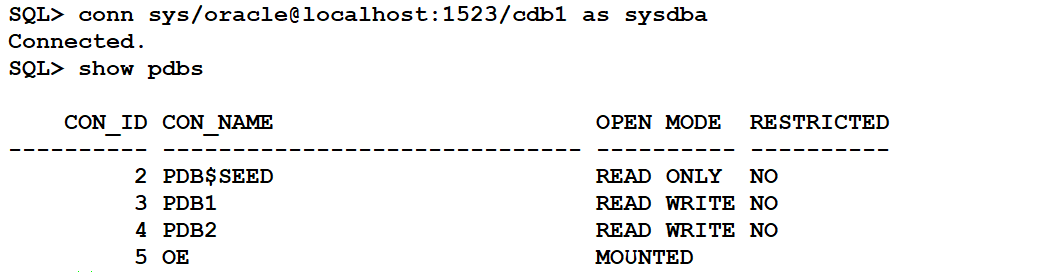 SQL> conn sys/oracle@localhost:1523/cdb1 as sysdba
Connected.
SQL> show pdbs
    CON_ID CON_NAME                       OPEN MODE  RESTRICTED
---------- ------------------------------ ---------- ----------
         2 PDB$SEED                       READ ONLY  NO
         3 PDB1                           READ WRITE NO
         4 PDB2                           READ WRITE NO
         5 OE                             MOUNTED